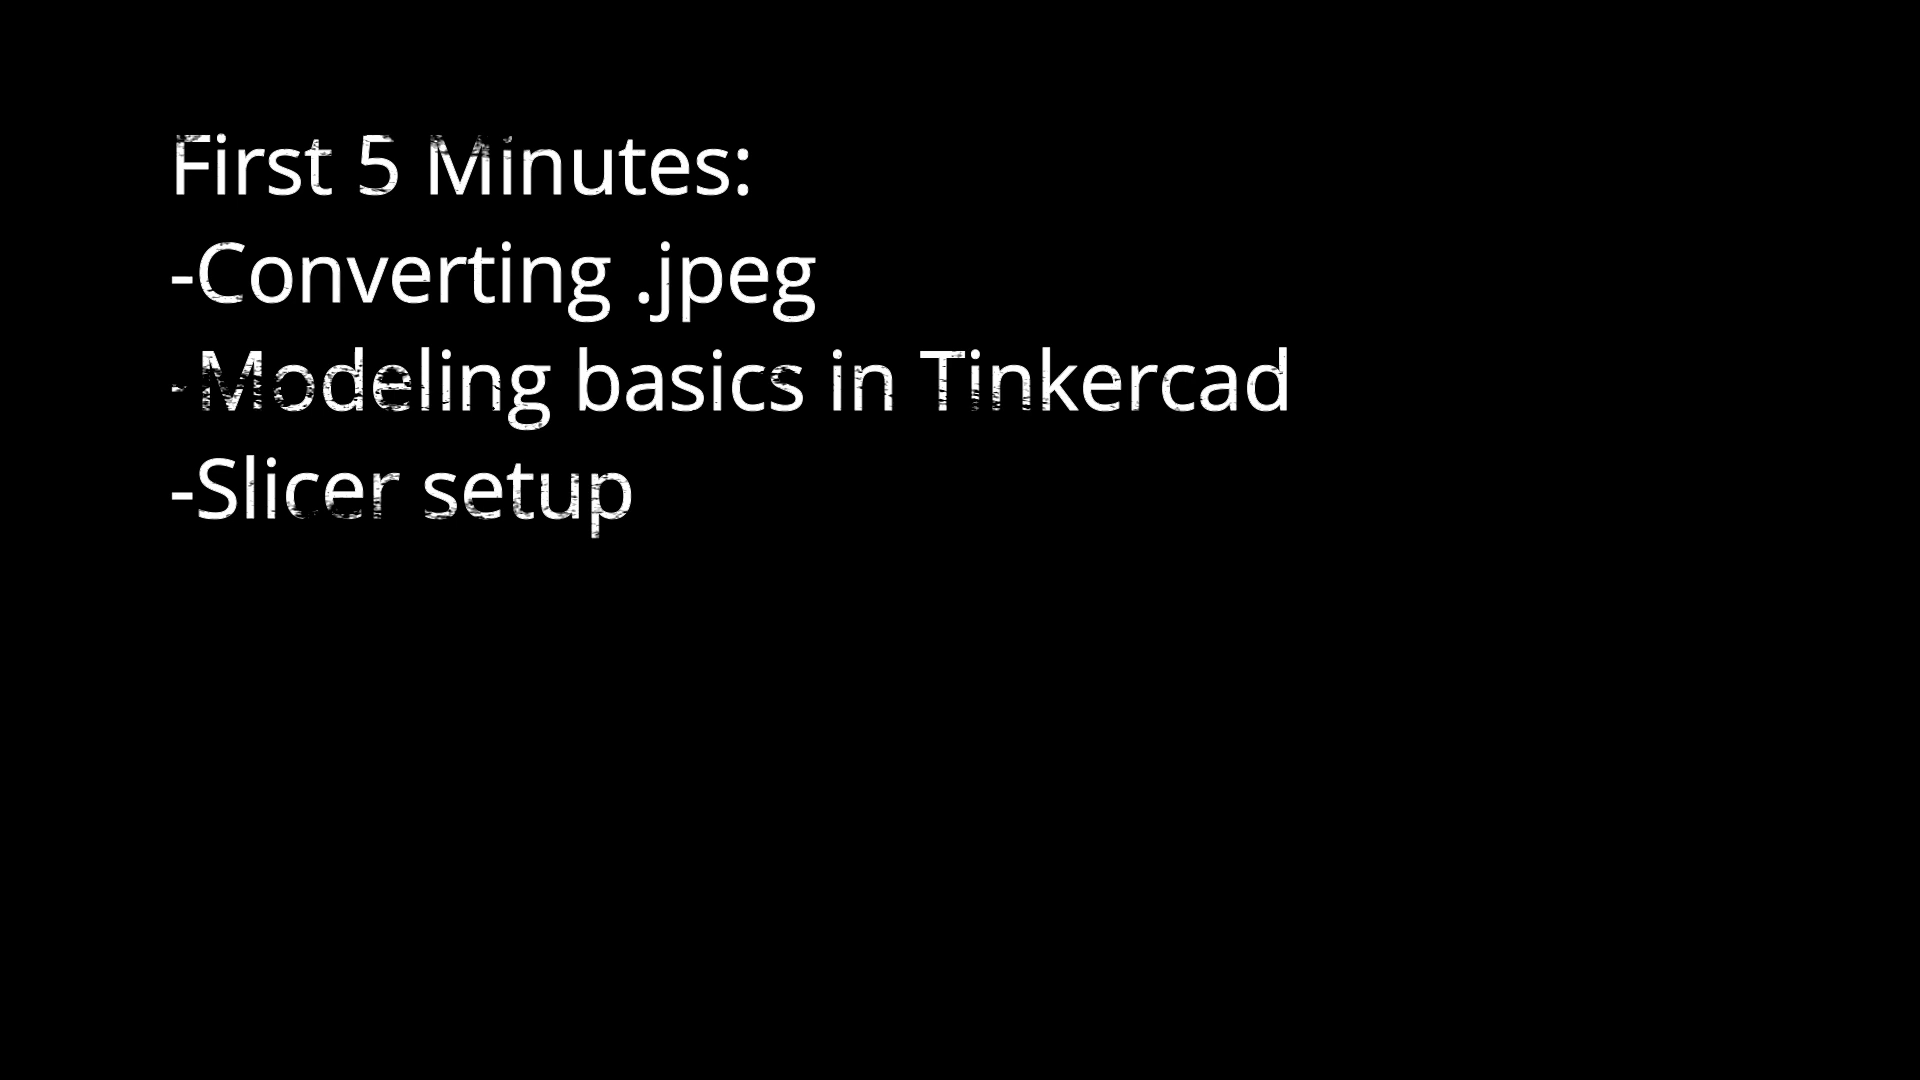 First 5 Minutes:
-Converting .jpeg
-Modeling basics in Tinkercad
-Slicer setup